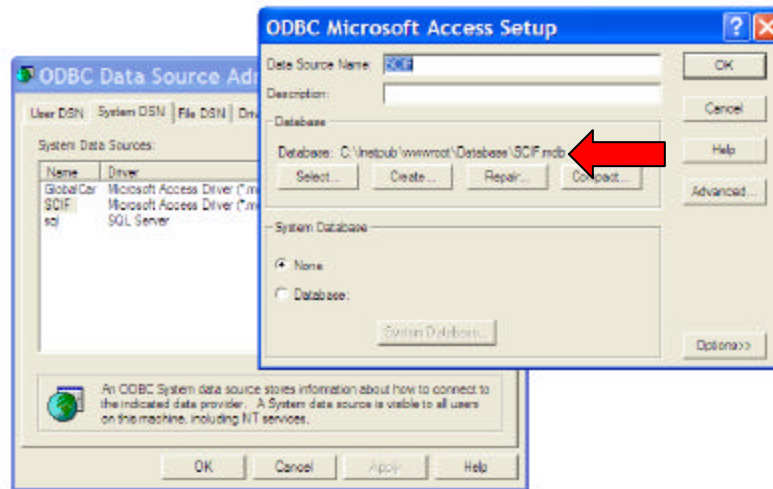 ODBC Microsoft Access Setup
Data Source Name: SCIF
OK
Description:
Cancel
Database
Database: C:\Inetpub\wwwroot\Database\SCIF.mdb
Help
Select... Create... Repair... Compact...
Advanced...
System Database
None
Database:
System Database...
Options>>
ODBC Data Source Ad
User DSN System DSN File DSN
System Data Sources:
Name Driver
GlobalCar Microsoft Access Driver (*.m
SCIF Microsoft Access Driver (*.m
sql SQL Server
An ODBC System data source stores information about how to connect to
the indicated data provider. A System data source is visible to all users
on this machine, including NT services.
OK Cancel Apply Help